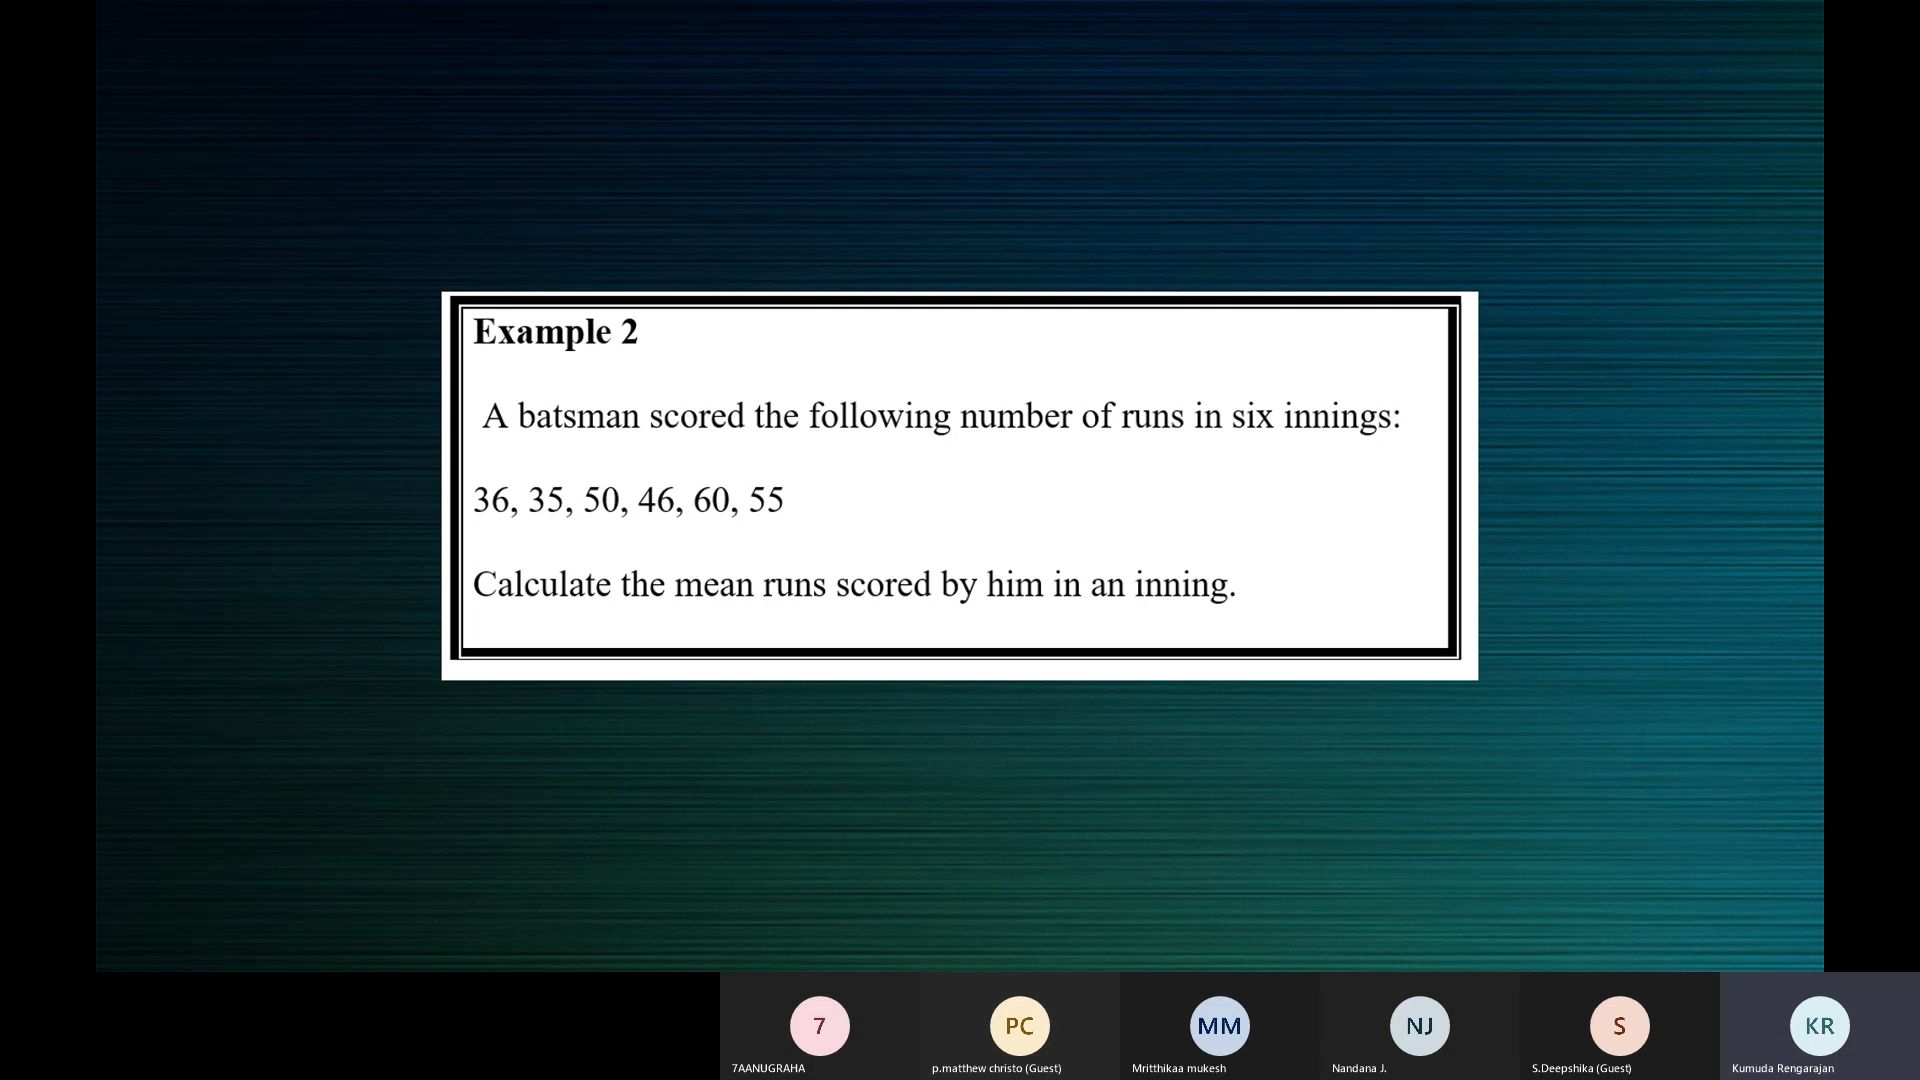 Example 2
A batsman scored the following number of runs in six innings:
36, 35, 50, 46, 60, 55
Calculate the mean runs scored by him in an inning.
7
PC
MM
NJ
S
KR
7AANUGRAHA
p.matthew christo (Guest)
Mritthikaa mukesh
Nandana J.
S.Deepshika (Guest)
Kumuda Rengarajan